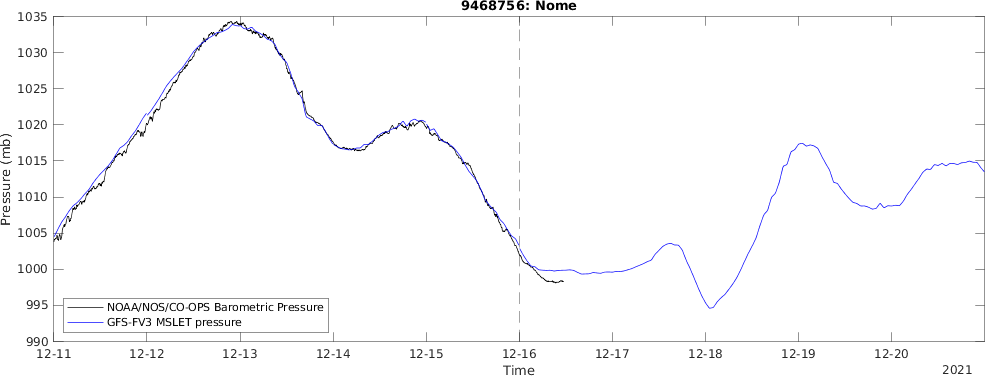 9468756: Nome
Pressure (mb)
1035
1030
1025
1020
1015
1010
1005
1000
995
990
NOAA/NOS/CO-OPS Barometric Pressure
GFS-FV3 MSLET pressure
12-11 12-12 12-13 12-14 12-15 12-16 12-17 12-18 12-19 12-20
Time
2021